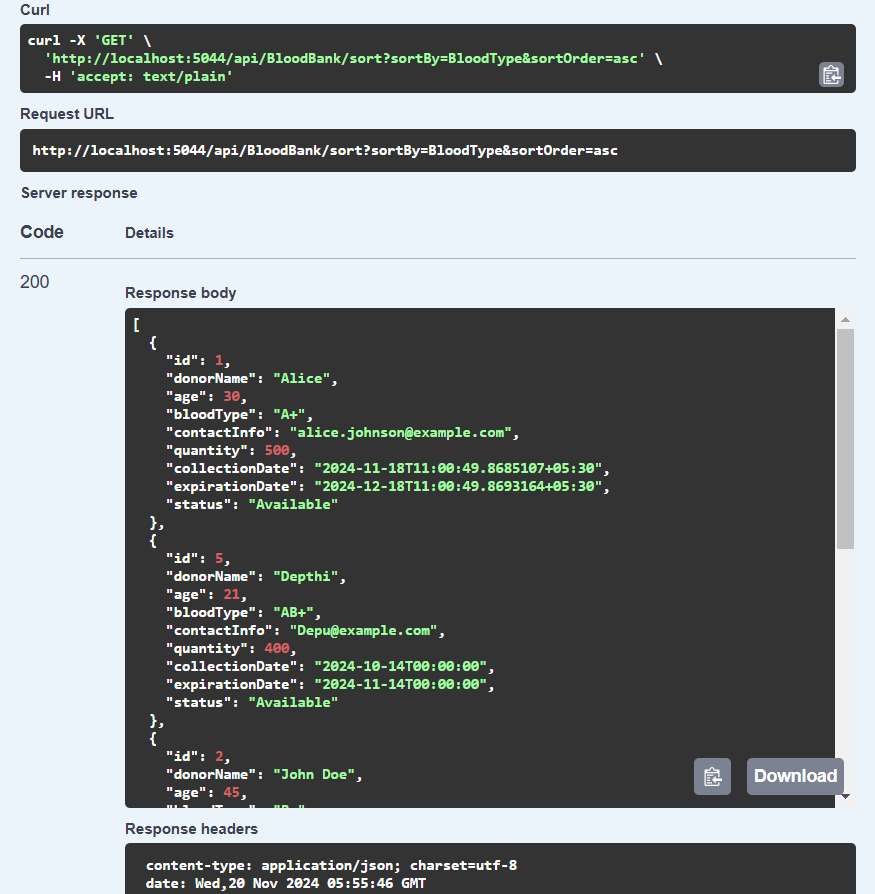 Curl
curl -X 'GET' \
  'http://localhost:5044/api/BloodBank/sort?sortBy=BloodType&sortOrder=asc' \
  -H 'accept: text/plain'
Request URL
http://localhost:5044/api/BloodBank/sort?sortBy=BloodType&sortOrder=asc
Server response
Code Details
200
Response body
[
  {
    "id": 1,
    "donorName": "Alice",
    "age": 30,
    "bloodType": "A+",
    "contactInfo": "alice.johnson@example.com",
    "quantity": 500,
    "collectionDate": "2024-11-18T11:00:49.8685107+05:30",
    "expirationDate": "2024-12-18T11:00:49.8693164+05:30",
    "status": "Available"
  },
  {
    "id": 5,
    "donorName": "Depthi",
    "age": 21,
    "bloodType": "AB+",
    "contactInfo": "Depu@example.com",
    "quantity": 400,
    "collectionDate": "2024-10-14T00:00:00",
    "expirationDate": "2024-11-14T00:00:00",
    "status": "Available"
  },
  {
    "id": 2,
    "donorName": "John Doe",
    "age": 45,
Download
Response headers
content-type: application/json; charset=utf-8
date: Wed,20 Nov 2024 05:55:46 GMT